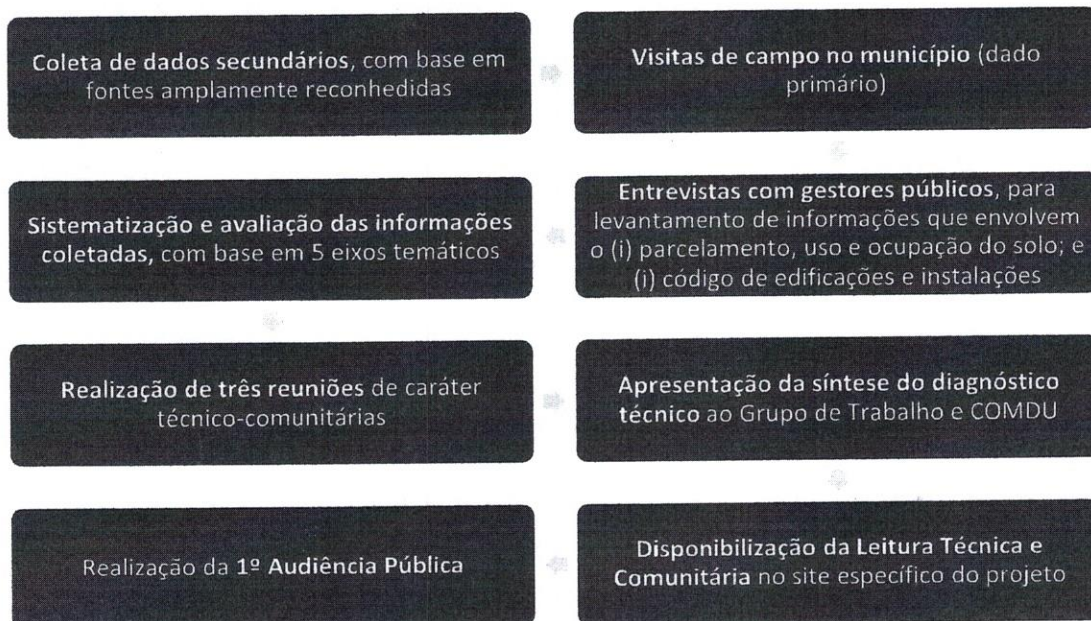 Coleta de dados secundários, com base em
fontes amplamente reconhedidas
Visitas de campo no município (dado
primário)
Entrevistas com gestores públicos, para
levantamento de informações que envolvem
o (i) parcelamento, uso e ocupação do solo; e
(i) código de edificações e instalações
Sistematização e avaliação das informações
coletadas, com base em 5 eixos temáticos
Realização de três reuniões de caráter
técnico-comunitárias
Apresentação da síntese do diagnóstico
técnico ao Grupo de Trabalho e COMDU
Disponibilização da Leitura Técnica e
Comunitária no site específico do projeto
Realização da 1º Audiência Pública